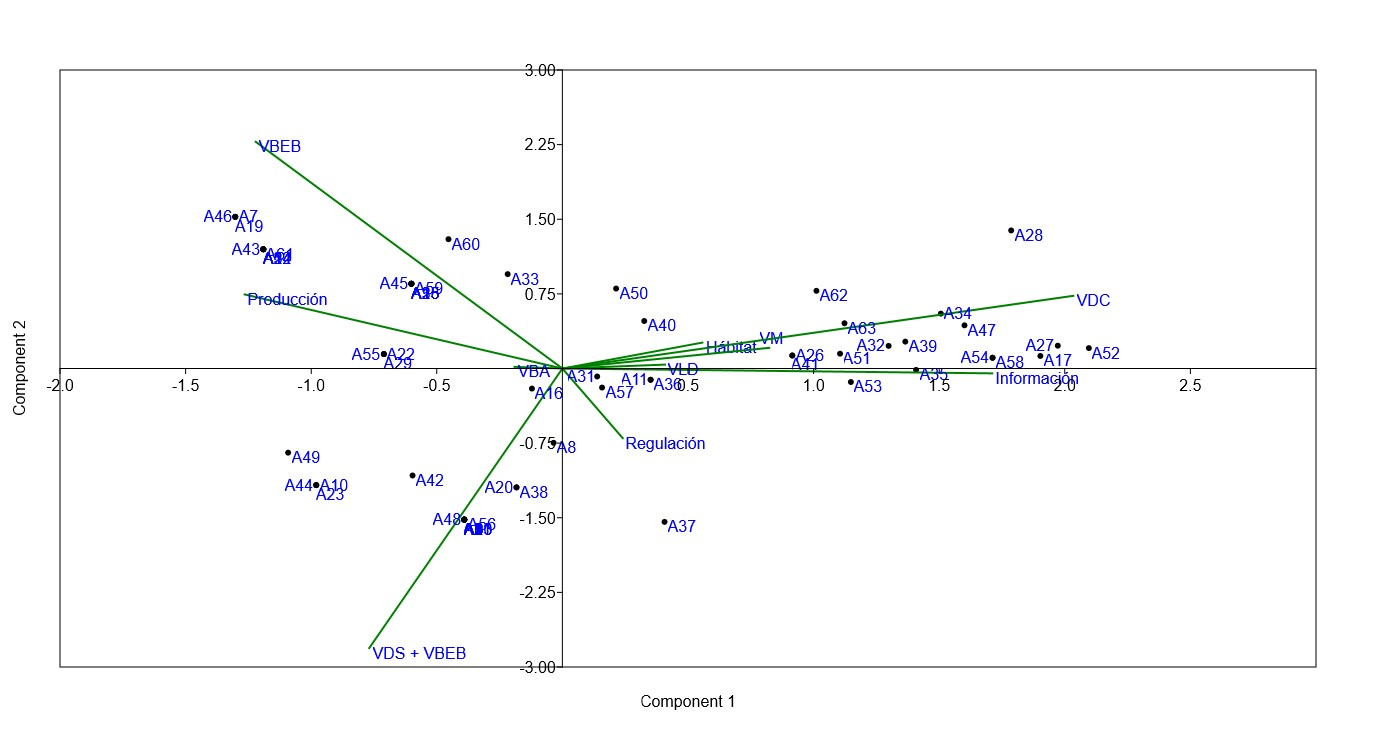 3.00
VBEB
2.25
A46 A7
A19
1.50
A43 A61
A60
A28
A45 A59
A33
A50
A62
0.75
Producción
VDC
A40
A63
A34
A47
VM
Hábitat
A32 A39
A27
A52
A55 A22
A29
A26
A41
A51
A54 A58
A17
VBA
A31
A11 A36
VLD
A35
Información
-2.0 -1.5 -1.0 -0.5 0.5 1.0 1.5 2.0 2.5
A16
A57
A53
Regulación
-0.75
A8
A49
A44 A10
A23
A42
A20 A38
A48 A56
-1.50
A37
-2.25
VDS + VBEB
-3.00
Component 1
Component 2